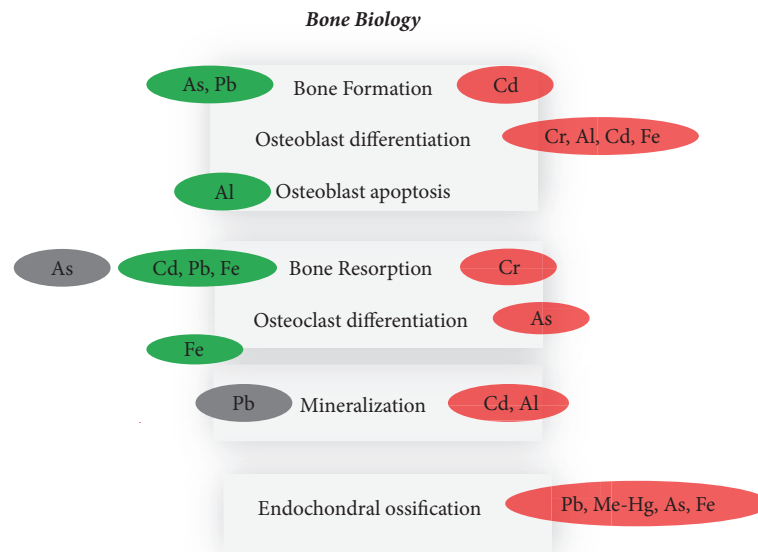 Bone Biology
As, Pb Bone Formation Cd
Osteoblast differentiation Cr, Al, Cd, Fe
Al Osteoblast apoptosis
As Cd, Pb, Fe Bone Resorption Cr
Osteoclast differentiation As
Fe
Pb Mineralization Cd, Al
Endochondral ossification Pb, Me-Hg, As, Fe